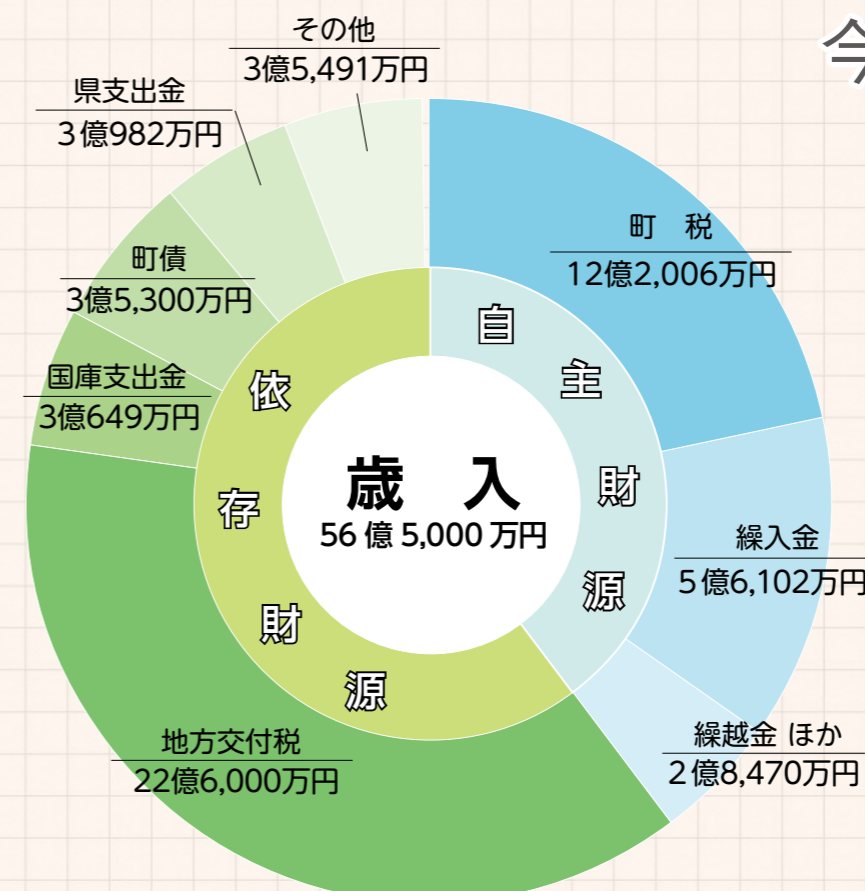 今
その他
3億5,491万円
県支出金
3億982万円
町債
3億5,300万円
国庫支出金
3億649万円
地方交付税
22億6,000万円
町　税
12億2,006万円
繰入金
5億6,102万円
繰越金 ほか
2億8,470万円
自主財源
依存財源
歳　入
56億5,000万円